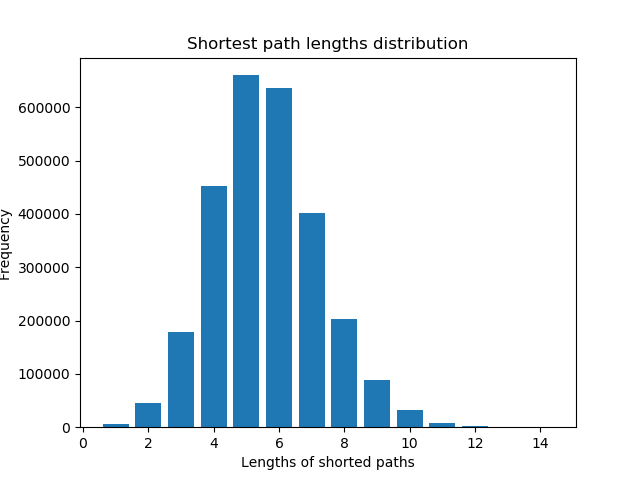 Shortest path lengths distribution
600000
500000
400000
300000
200000
100000
0
Frequency
0 2 4 6 8 10 12 14
Lengths of shorted paths